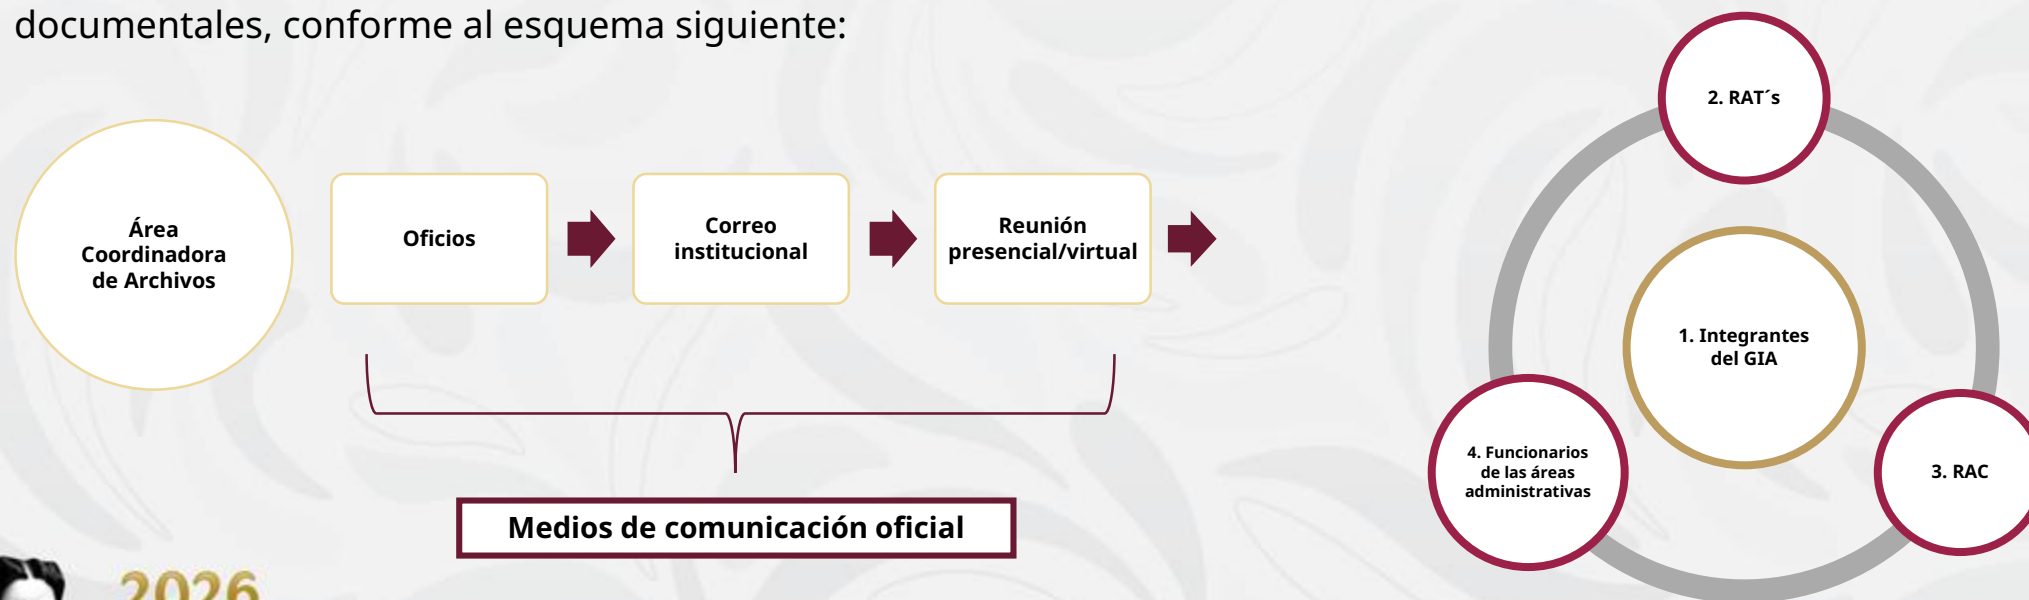 documentales, conforme al esquema siguiente:
Área
Coordinadora
de Archivos
Oficios
Correo
institucional
Reunión
presencial/virtual
Medios de comunicación oficial
2. RAT´s
1. Integrantes
del GIA
4. Funcionarios
de las áreas
administrativas
3. RAC
2026